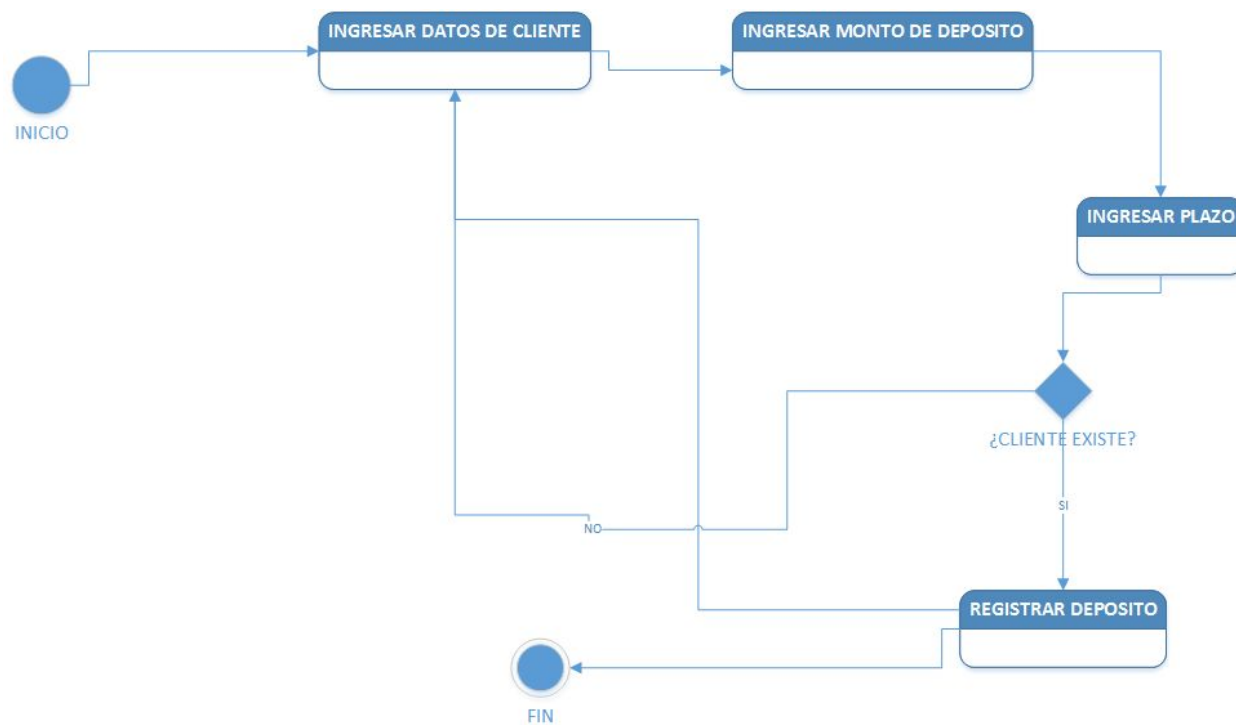 INGRESAR DATOS DE CLIENTE
INGRESAR MONTO DE DEPOSITO
INICIO
INGRESAR PLAZO
¿CLIENTE EXISTE?
SI
NO
REGISTRAR DEPOSITO
FIN